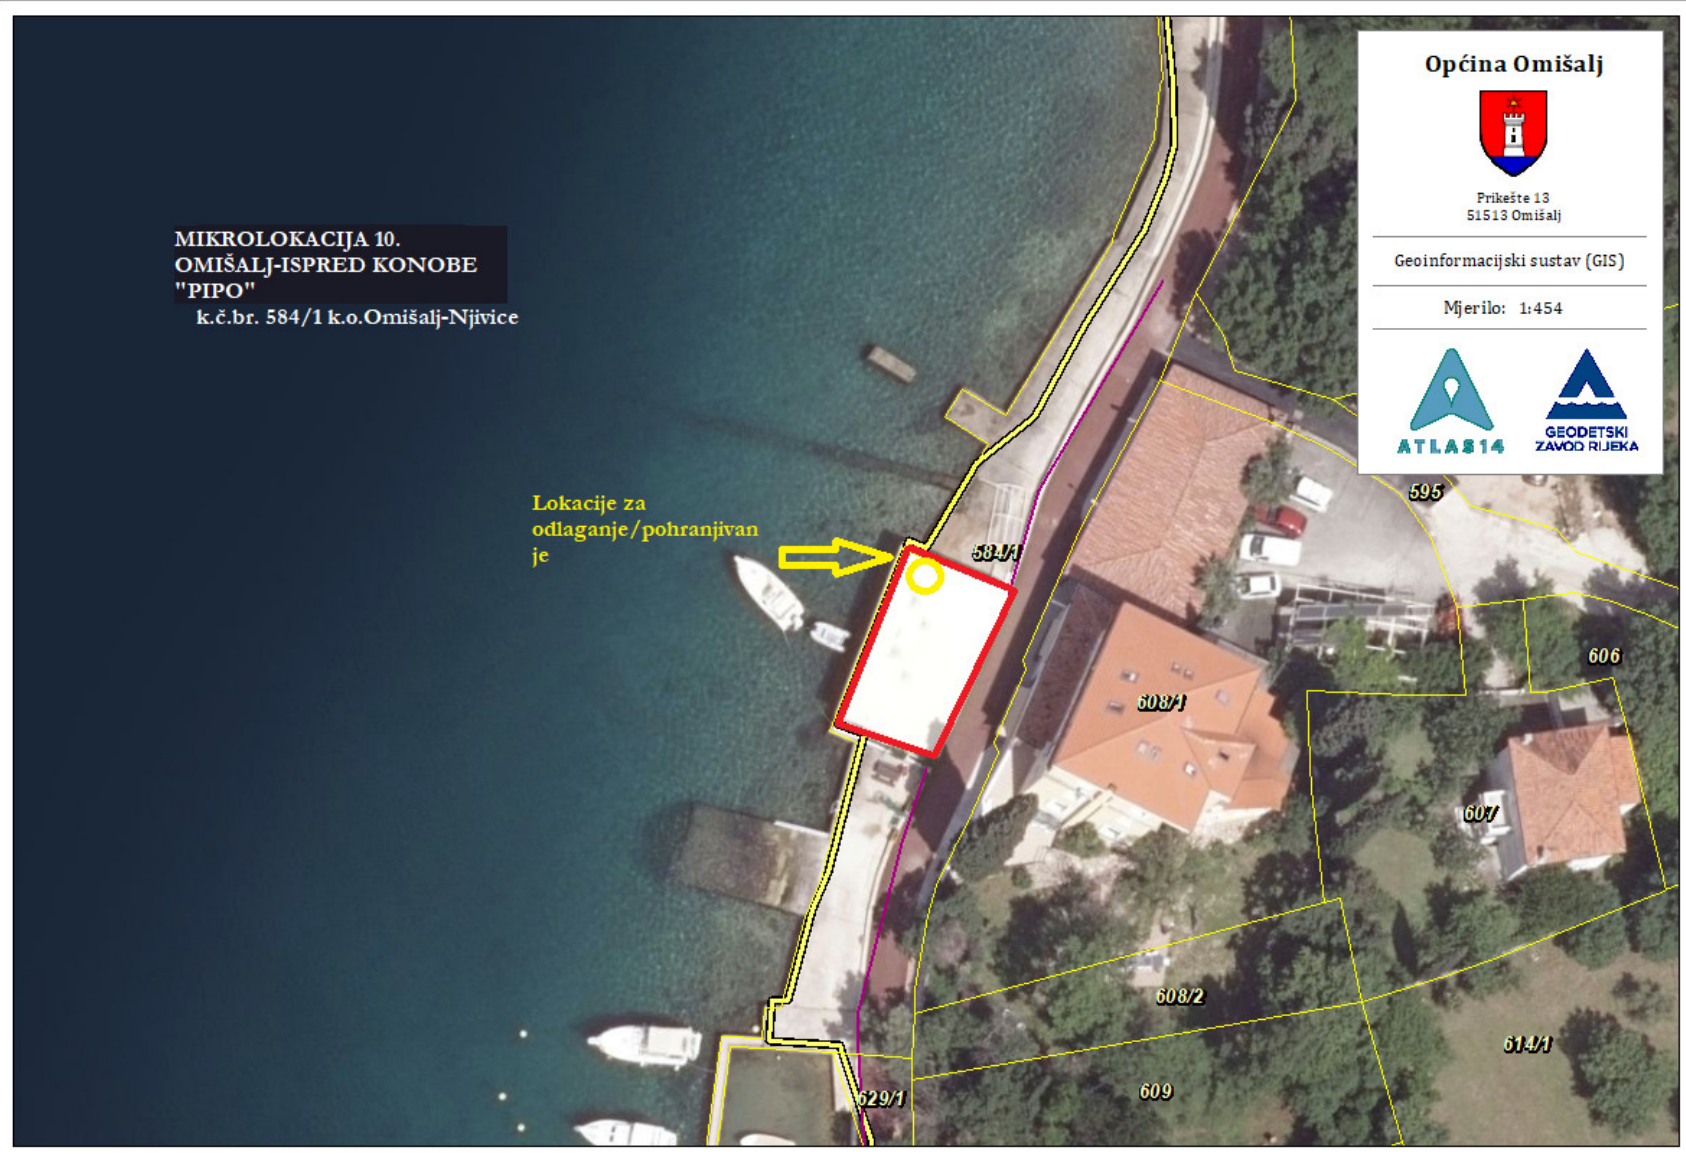 MIKROLOKACIJA 10.
OMIŠALJ-ISPRED KONOBE
"PIPO"
k.č.br. 584/1 k.o.Omišalj-Njivice
Lokacije za
odlaganje/pohranjivan
je
Općina Omišalj
Prikešte 13
51513 Omišalj
Geoinformacijski sustav (GIS)
Mjerilo: 1:454
ATLAS14
GEODETSKI
ZAVOD RIJEKA
595
584/1
606
608/1
607
608/2
614/1
609
629/1